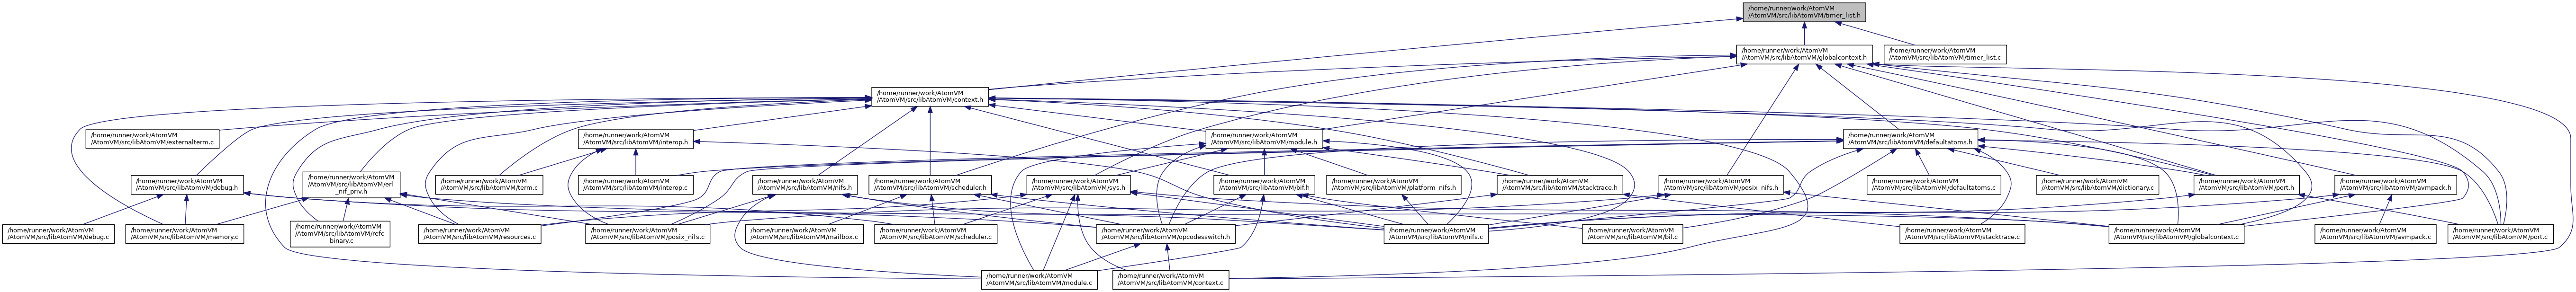 /home/runner/work/AtomVM
/AtomVM/src/libAtomVM/timer_list.h
/home/runner/work/AtomVM
/AtomVM/src/libAtomVM/globalcontext.h
/home/runner/work/AtomVM
/AtomVM/src/libAtomVM/timer_list.c
/home/runner/work/AtomVM
/AtomVM/src/libAtomVM/context.h
/home/runner/work/AtomVM
/AtomVM/src/libAtomVM/externalterm.c
/home/runner/work/AtomVM
/AtomVM/src/libAtomVM/interop.h
/home/runner/work/AtomVM
/AtomVM/src/libAtomVM/module.h
/home/runner/work/AtomVM
/AtomVM/src/libAtomVM/defaultatoms.h
/home/runner/work/AtomVM
/AtomVM/src/libAtomVM/debug.h
/home/runner/work/AtomVM
/AtomVM/src/libAtomVM/erl
_nif_priv.h
/home/runner/work/AtomVM
/AtomVM/src/libAtomVM/term.c
/home/runner/work/AtomVM
/AtomVM/src/libAtomVM/interop.c
/home/runner/work/AtomVM
/AtomVM/src/libAtomVM/nifs.h
/home/runner/work/AtomVM
/AtomVM/src/libAtomVM/scheduler.h
/home/runner/work/AtomVM
/AtomVM/src/libAtomVM/sys.h
/home/runner/work/AtomVM
/AtomVM/src/libAtomVM/bif.h
/home/runner/work/AtomVM
/AtomVM/src/libAtomVM/platform_nifs.h
/home/runner/work/AtomVM
/AtomVM/src/libAtomVM/stacktrace.h
/home/runner/work/AtomVM
/AtomVM/src/libAtomVM/posix_nifs.h
/home/runner/work/AtomVM
/AtomVM/src/libAtomVM/defaultatoms.c
/home/runner/work/AtomVM
/AtomVM/src/libAtomVM/dictionary.c
/home/runner/work/AtomVM
/AtomVM/src/libAtomVM/port.h
/home/runner/work/AtomVM
/AtomVM/src/libAtomVM/avmpack.h
/home/runner/work/AtomVM
/AtomVM/src/libAtomVM/debug.c
/home/runner/work/AtomVM
/AtomVM/src/libAtomVM/memory.c
/home/runner/work/AtomVM
/AtomVM/src/libAtomVM/refc
_binary.c
/home/runner/work/AtomVM
/AtomVM/src/libAtomVM/resources.c
/home/runner/work/AtomVM
/AtomVM/src/libAtomVM/posix_nifs.c
/home/runner/work/AtomVM
/AtomVM/src/libAtomVM/mailbox.c
/home/runner/work/AtomVM
/AtomVM/src/libAtomVM/scheduler.c
/home/runner/work/AtomVM
/AtomVM/src/libAtomVM/opcodesswitch.h
/home/runner/work/AtomVM
/AtomVM/src/libAtomVM/nifs.c
/home/runner/work/AtomVM
/AtomVM/src/libAtomVM/bif.c
/home/runner/work/AtomVM
/AtomVM/src/libAtomVM/stacktrace.c
/home/runner/work/AtomVM
/AtomVM/src/libAtomVM/globalcontext.c
/home/runner/work/AtomVM
/AtomVM/src/libAtomVM/avmpack.c
/home/runner/work/AtomVM
/AtomVM/src/libAtomVM/port.c
/home/runner/work/AtomVM
/AtomVM/src/libAtomVM/module.c
/home/runner/work/AtomVM
/AtomVM/src/libAtomVM/context.c